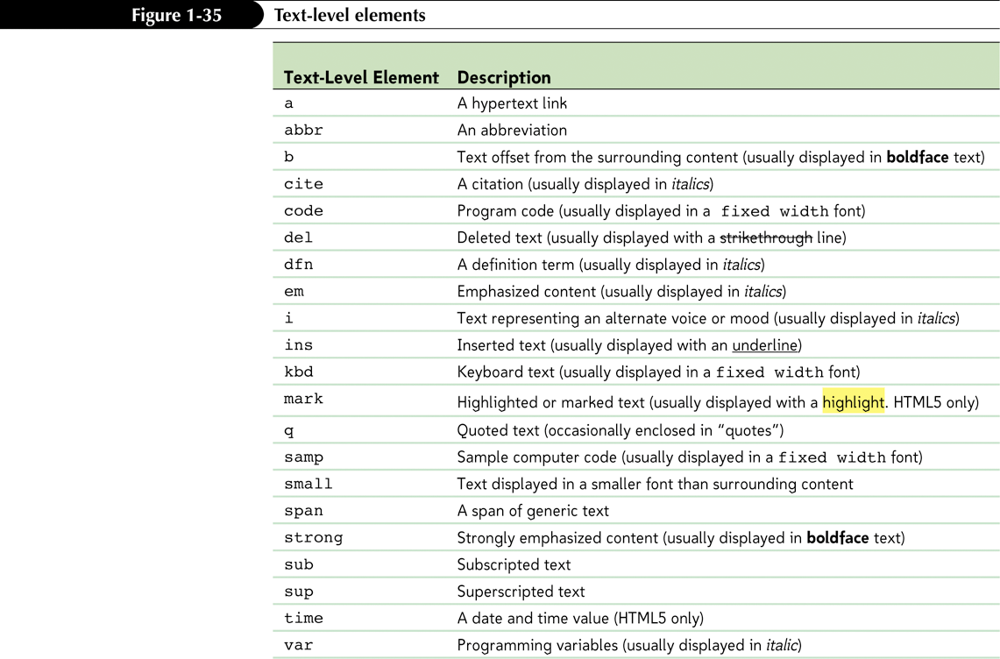 Figure 1-35 Text-level elements
Text-Level Element Description
a A hypertext link
abbr An abbreviation
b Text offset from the surrounding content (usually displayed in boldface text)
cite A citation (usually displayed in italics)
code Program code (usually displayed in a fixed width font)
del Deleted text (usually displayed with a strikethrough line)
dfn A definition term (usually displayed in italics)
em Emphasized content (usually displayed in italics)
i Text representing an alternate voice or mood (usually displayed in italics)
ins Inserted text (usually displayed with an underline)
kbd Keyboard text (usually displayed in a fixed width font)
mark Highlighted or marked text (usually displayed with a highlight. HTML5 only)
q Quoted text (occasionally enclosed in “quotes”)
samp Sample computer code (usually displayed in a fixed width font)
small Text displayed in a smaller font than surrounding content
span A span of generic text
strong Strongly emphasized content (usually displayed in boldface text)
sub Subscripted text
sup Superscripted text
time A date and time value (HTML5 only)
var Programming variables (usually displayed in italic)